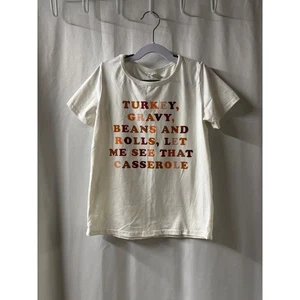 TURKEY,
GRAVY,
BEANS AND
ROLLS, LET
ME SEE THAT
CASSEROLE